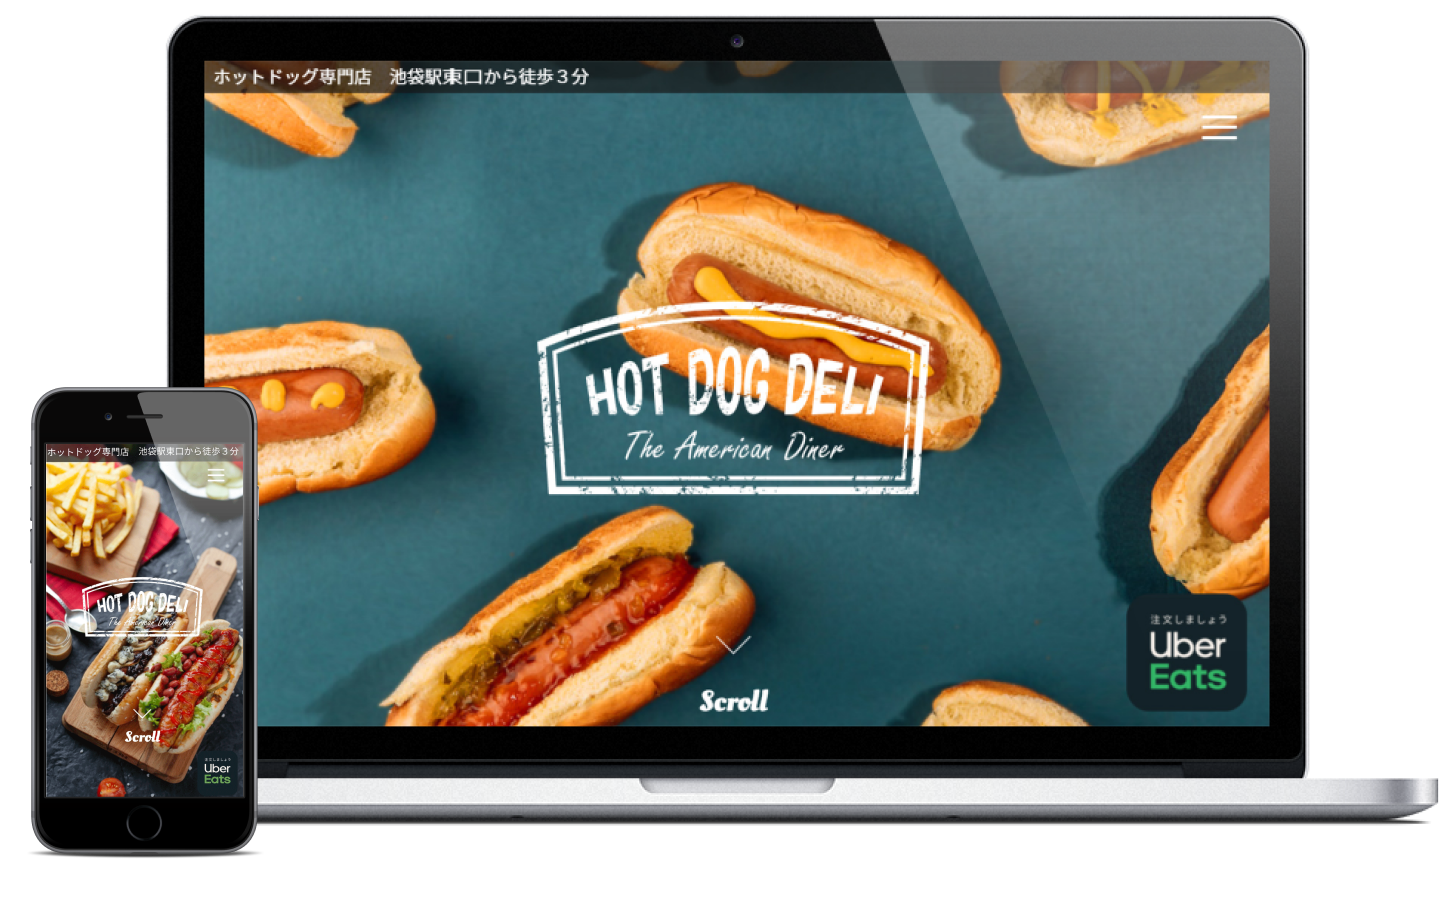 ホットドッグ専門店　池袋駅東口から徒歩３分
HOT DOG DELI
The American Diner
Scroll
注文しましょう
Uber
Eats
ホットドッグ専門店　池袋駅東口から徒歩３分
HOT DOG DELI
The American Diner
Scroll
注文しましょう
Uber
Eats